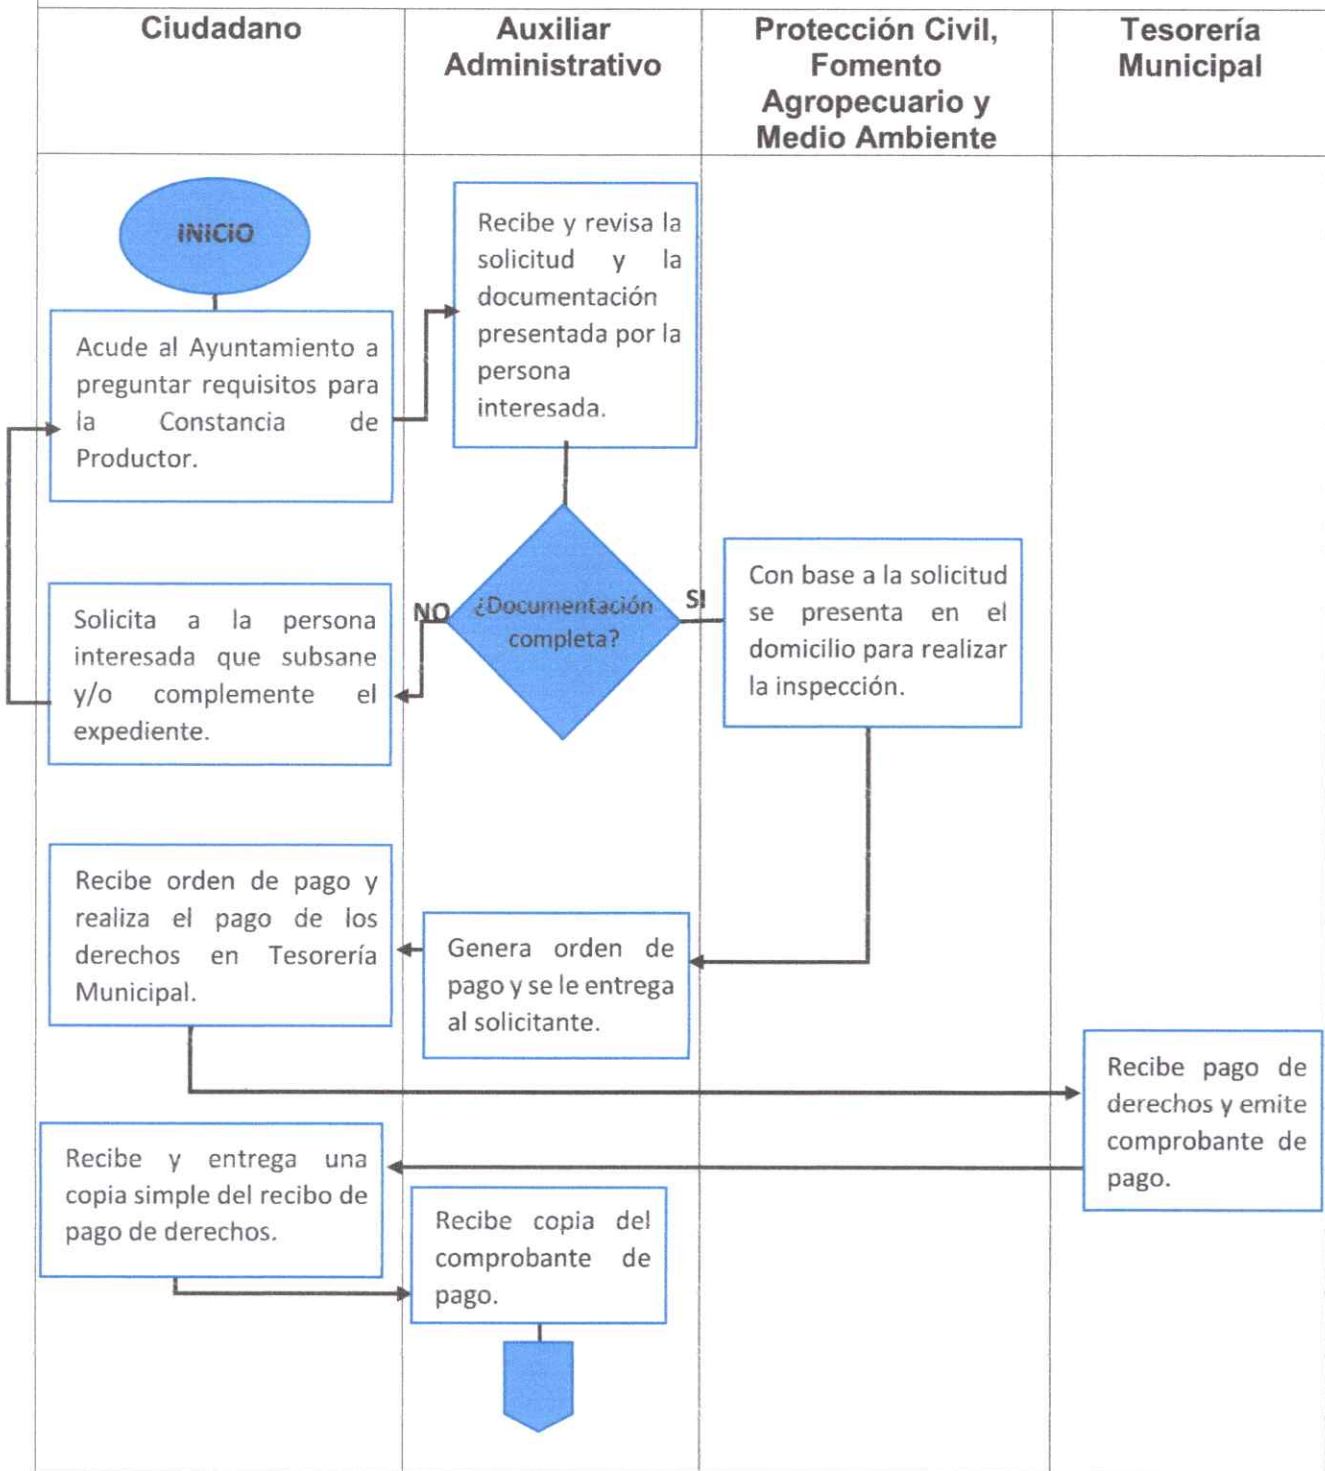 Ciudadano
Auxiliar
Administrativo
Protección Civil,
Fomento
Agropecuario y
Medio Ambiente
Tesorería
Municipal
INICIO
Acude al Ayuntamiento a
preguntar requisitos para
la Constancia de
Productor.
Recibe y revisa la
solicitud y la
documentación
presentada por la
persona
interesada.
¿Documentación
completa?
NO
SI
Solicita a la persona
interesada que subsane
y/o complemente el
expediente.
Con base a la solicitud
se presenta en el
domicilio para realizar
la inspección.
Genera orden de
pago y se le entrega
al solicitante.
Recibe orden de pago y
realiza el pago de los
derechos en Tesorería
Municipal.
Recibe pago de
derechos y emite
comprobante de
pago.
Recibe y entrega una
copia simple del recibo de
pago de derechos.
Recibe copia del
comprobante de
pago.